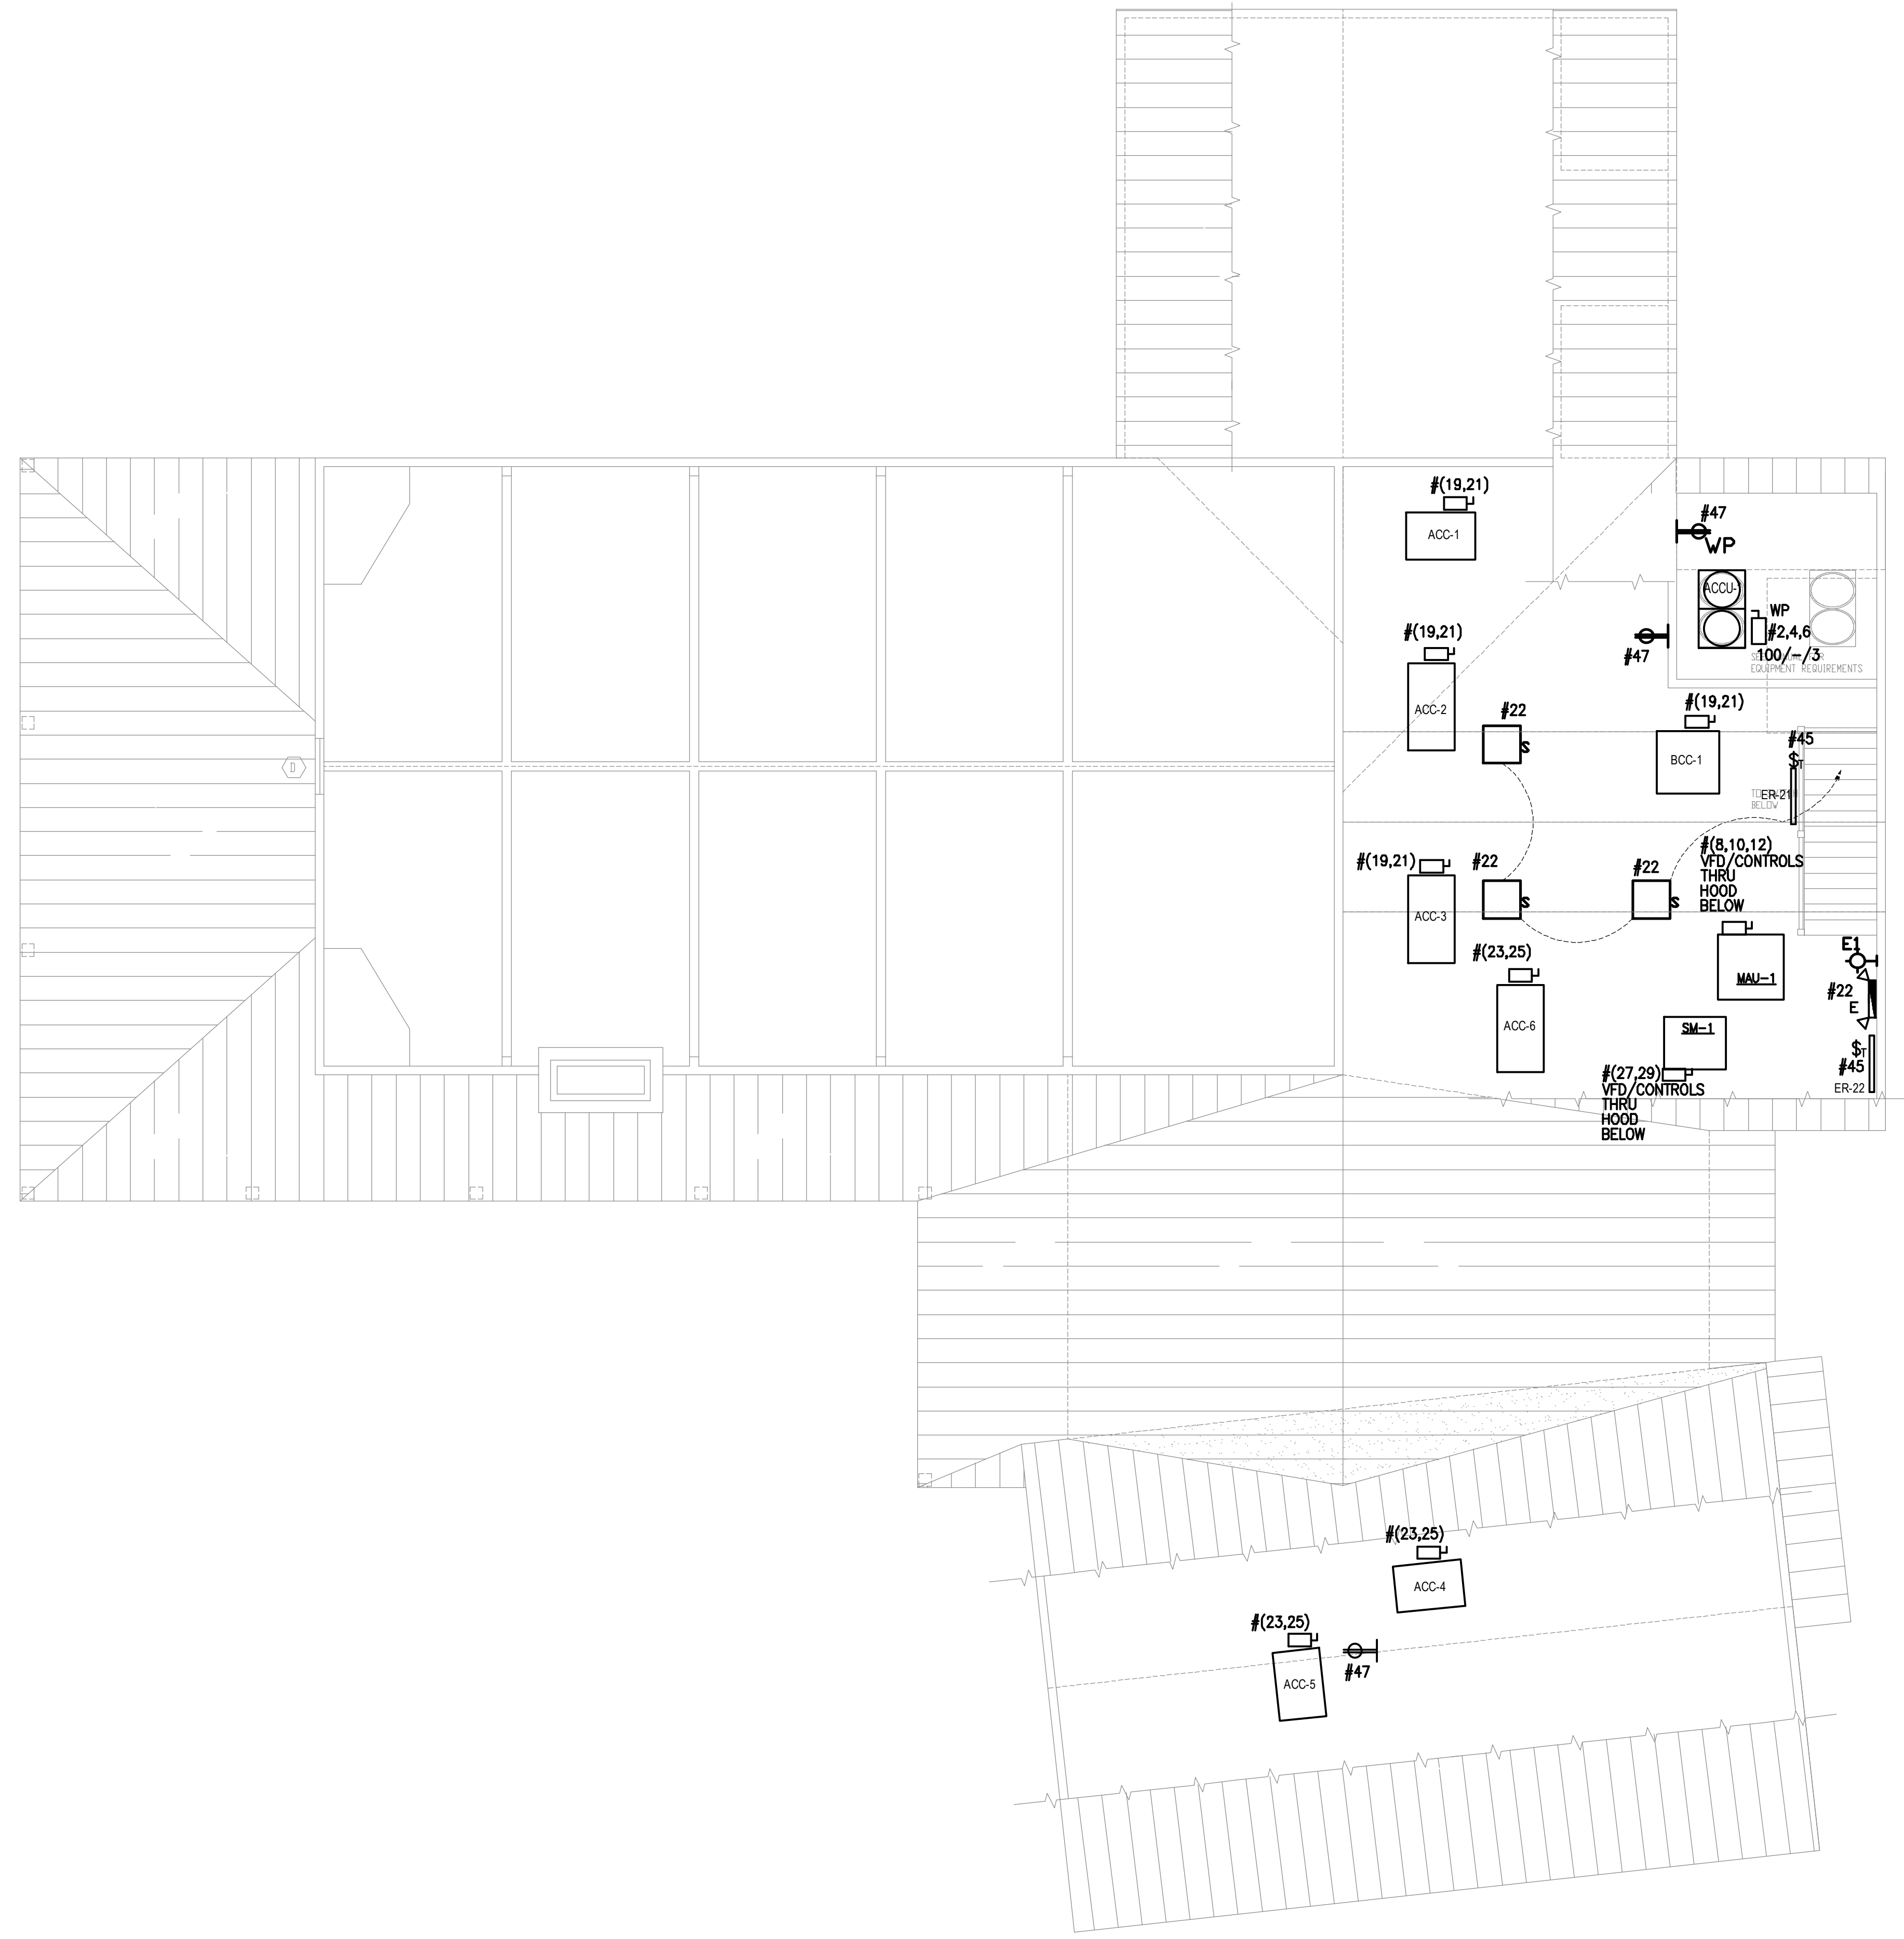 #(19,21)
ACC-1
#47
WP
ACCU-1
WP
#2,4,6
100/-/3
EQUIPMENT REQUIREMENTS
#47
#(19,21)
ACC-2
#22
S
#(19,21)
BCC-1
#45
$T
ER-21
BELOW
D
#(8,10,12)
VFD/CONTROLS
THRU
HOOD
BELOW
#(19,21)
ACC-3
#22
S
#22
S
#(23,25)
ACC-6
MAU-1
E1
#22
E
SM-1
$T
#45
ER-22
#(27,29)
VFD/CONTROLS
THRU
HOOD
BELOW
#(23,25)
ACC-4
#(23,25)
ACC-5
#47